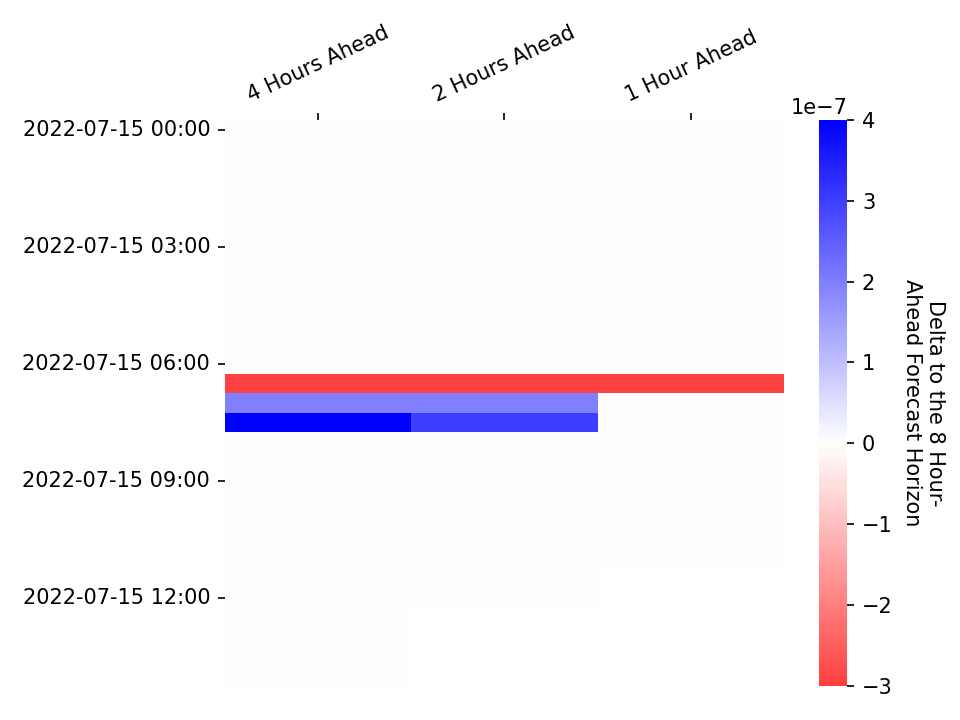 4 Hours Ahead
2 Hours Ahead
1 Hour Ahead
1e−7
2022-07-15 00:00
2022-07-15 03:00
2022-07-15 06:00
2022-07-15 09:00
2022-07-15 12:00
4
3
2
1
0
−1
−2
−3
Delta to the 8 Hour-
Ahead Forecast Horizon